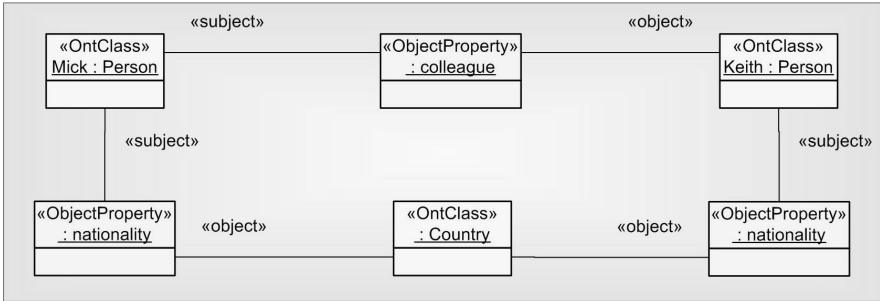 «subject»
«object»
«OntClass»
Mick : Person
«ObjectProperty»
: colleague
«OntClass»
Keith : Person
«subject»
«subject»
«ObjectProperty»
: nationality
«object»
«OntClass»
: Country
«object»
«ObjectProperty»
: nationality